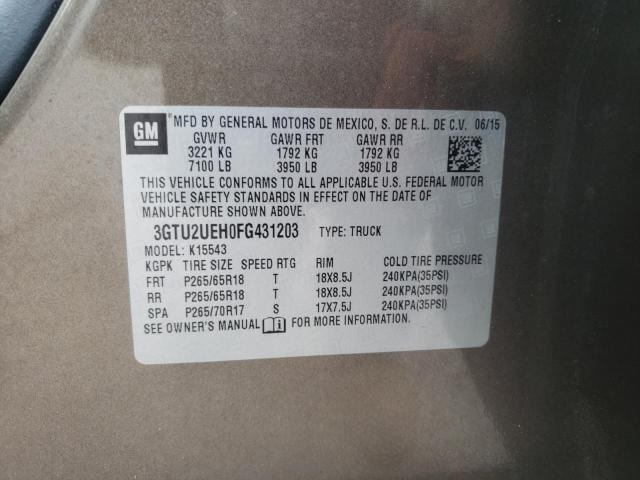 GM MFD BY GENERAL MOTORS DE MEXICO, S. DE R.L. DE C.V. 06/15
GVWR GAWR FRT GAWR RR
3221 KG 1792 KG 1792 KG
7100 LB 3950 LB 3950 LB
THIS VEHICLE CONFORMS TO ALL APPLICABLE U.S. FEDERAL MOTOR
VEHICLE SAFETY STANDARDS IN EFFECT ON THE DATE OF
MANUFACTURE SHOWN ABOVE.
3GTU2UEH0FG431203 TYPE: TRUCK
MODEL: K15543
KGPK TIRE SIZE SPEED RTG RIM COLD TIRE PRESSURE
FRT P265/65R18 T 18X8.5J 240KPA(35PSI)
RR P265/65R18 T 18X8.5J 240KPA(35PSI)
SPA P265/70R17 S 17X7.5J 240KPA(35PSI)
SEE OWNER'S MANUAL FOR MORE INFORMATION.